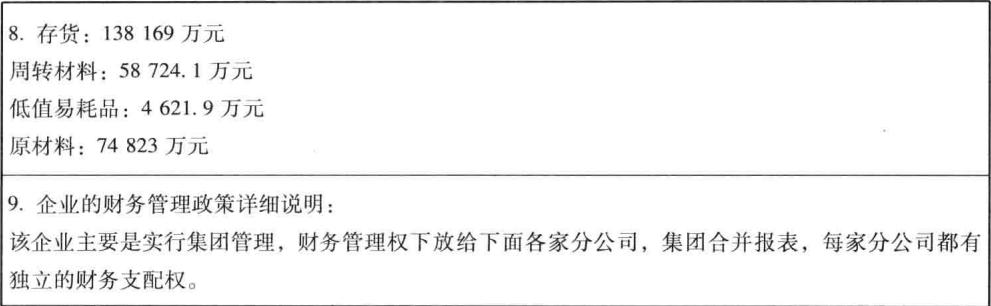 8. 存货：138 169 万元
周转材料：58 724.1 万元
低值易耗品：4 621.9 万元
原材料：74 823 万元
9. 企业的财务管理政策详细说明：
该企业主要是实行集团管理，财务管理权下放给下面各家分公司，集团合并报表，每家分公司都有
独立的财务支配权。